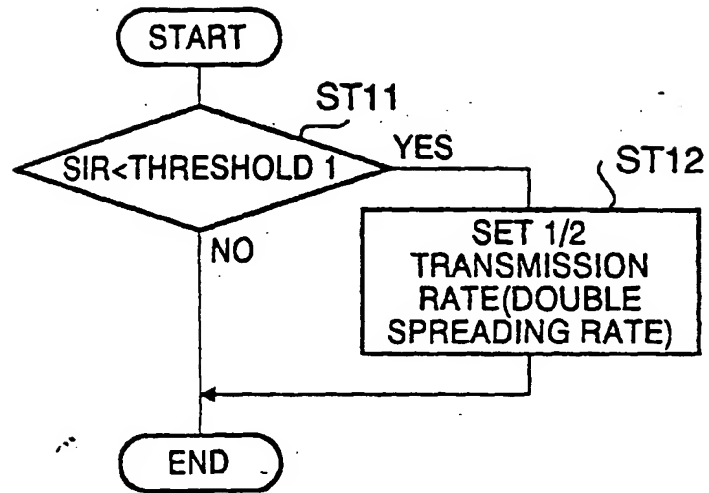 START
ST11
SIR<THRESHOLD 1
YES
ST12
SET 1/2
TRANSMISSION
RATE(DOUBLE
SPREADING RATE)
NO
END